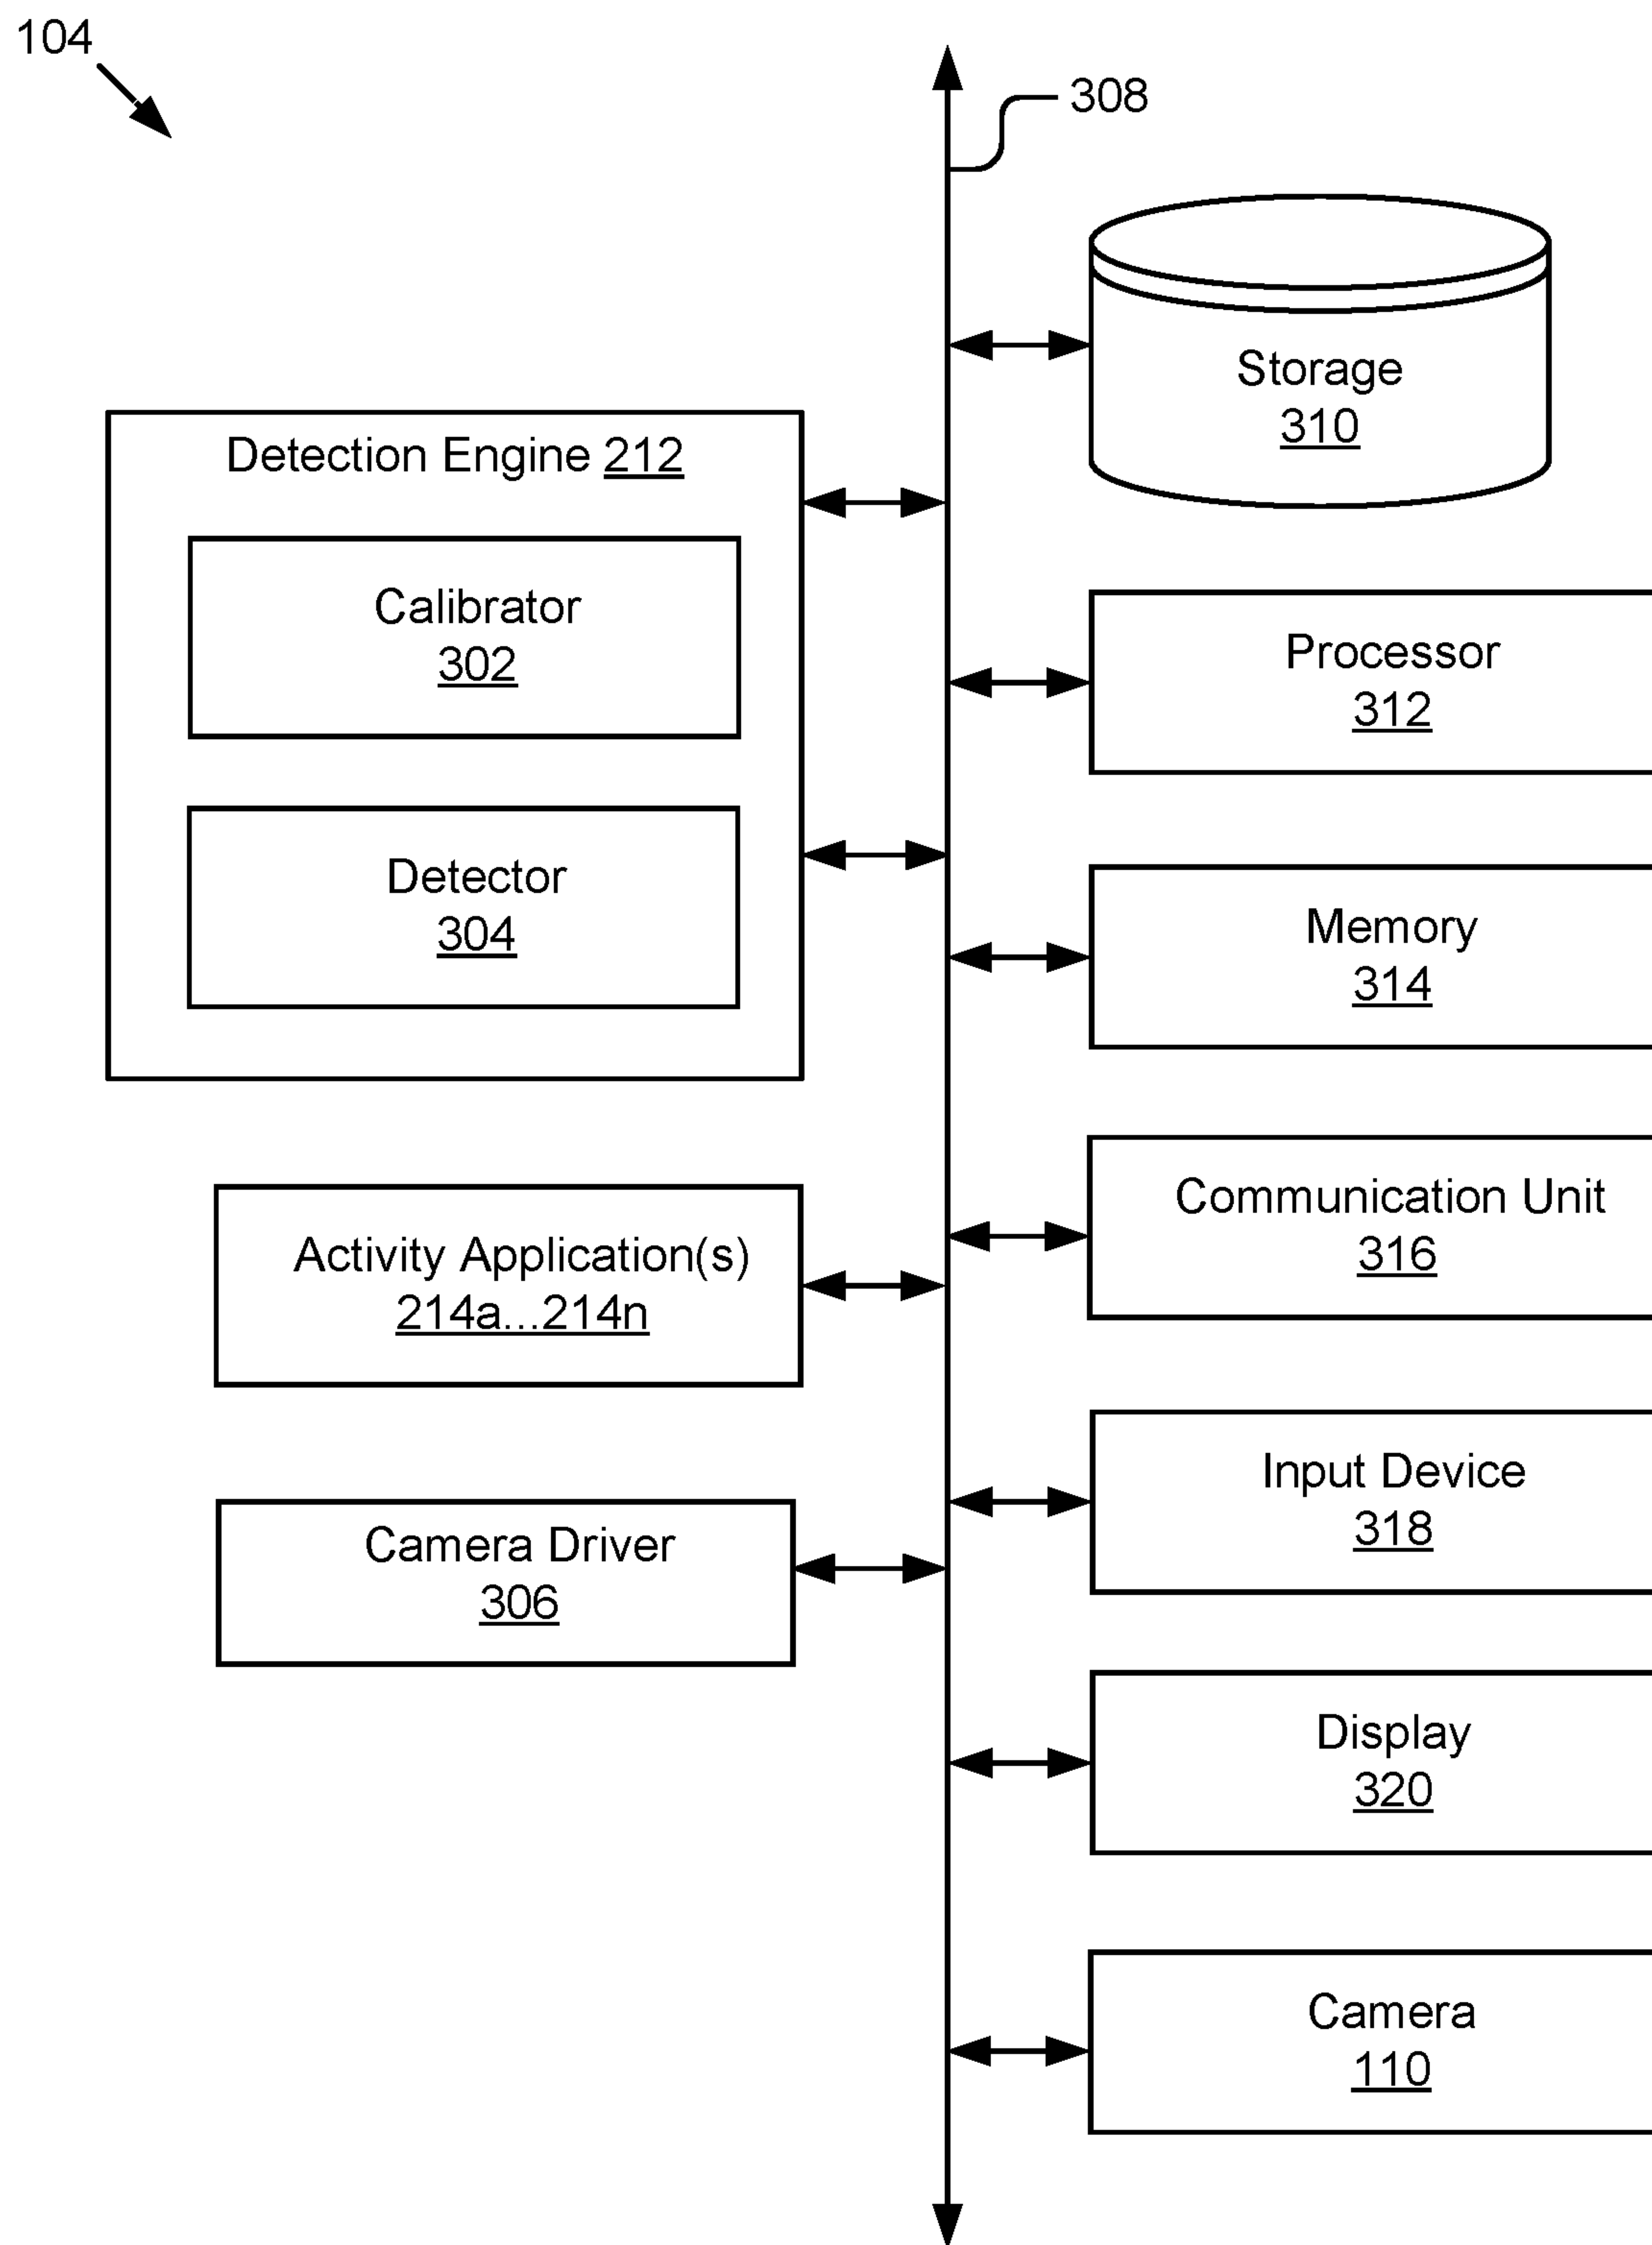 104
308
Storage
310
Detection Engine 212
Calibrator
302
Processor
312
Detector
304
Memory
314
Communication Unit
316
Activity Application(s)
214a...214n
Input Device
318
Camera Driver
306
Display
320
Camera
110